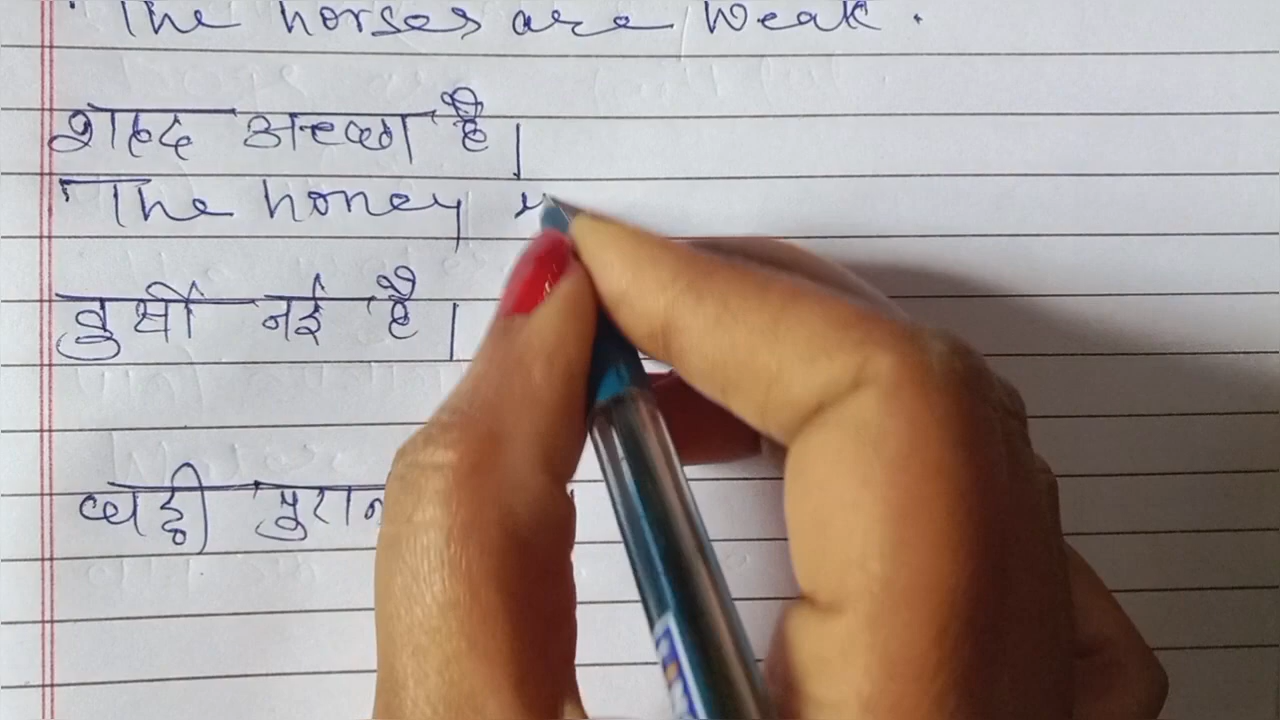 The horses are weak.
शहद अच्छा है।
The honey
कुर्सी नई है।
घड़ी